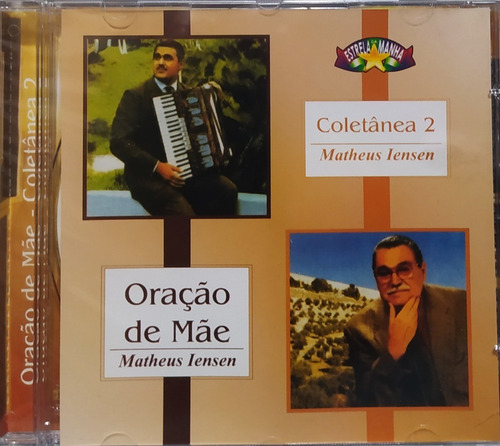 Oração de Mãe - Coletânea 2
ESTRELA DA MANHÃ
Coletânea 2
Matheus Iensen
Oração
de Mãe
Matheus Iensen